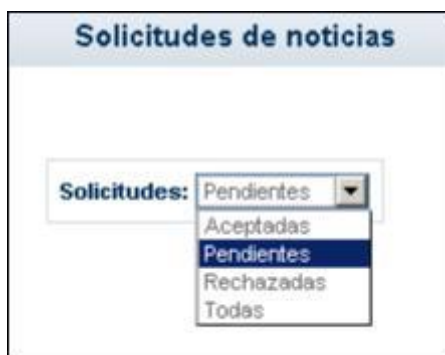 Solicitudes de noticias
Solicitudes: Pendientes
Aceptadas
Pendientes
Rechazadas
Todas